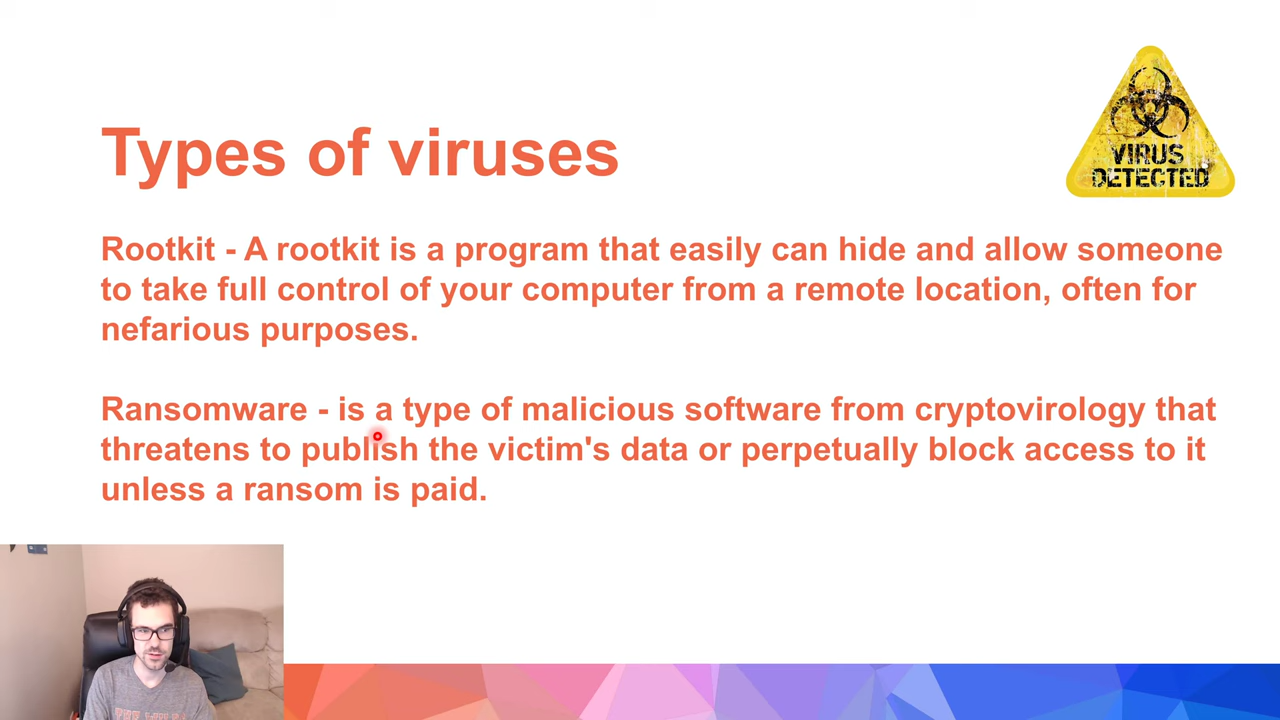 Types of viruses
VIRUS
DETECTED
Rootkit - A rootkit is a program that easily can hide and allow someone
to take full control of your computer from a remote location, often for
nefarious purposes.
Ransomware - is a type of malicious software from cryptovirology that
threatens to publish the victim's data or perpetually block access to it
unless a ransom is paid.